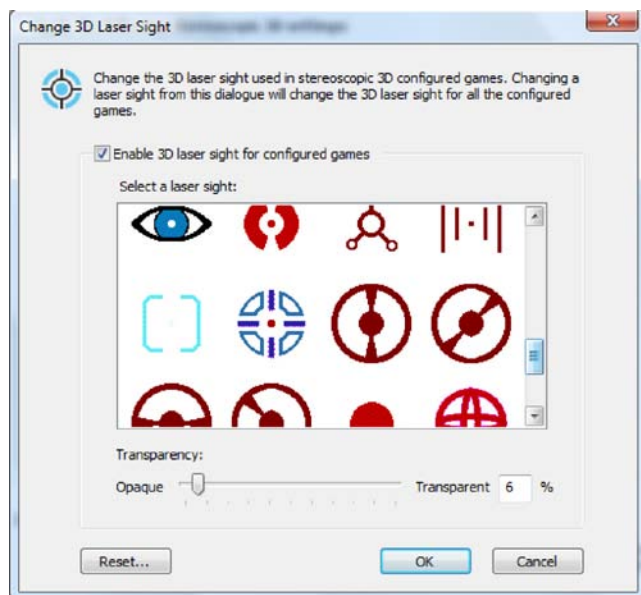 Change 3D Laser Sight
Change the 3D laser sight used in stereoscopic 3D configured games. Changing a
laser sight from this dialogue will change the 3D laser sight for all the configured
games.
Enable 3D laser sight for configured games
Select a laser sight:
Transparency:
Opaque Transparent 6 %
Reset... OK Cancel